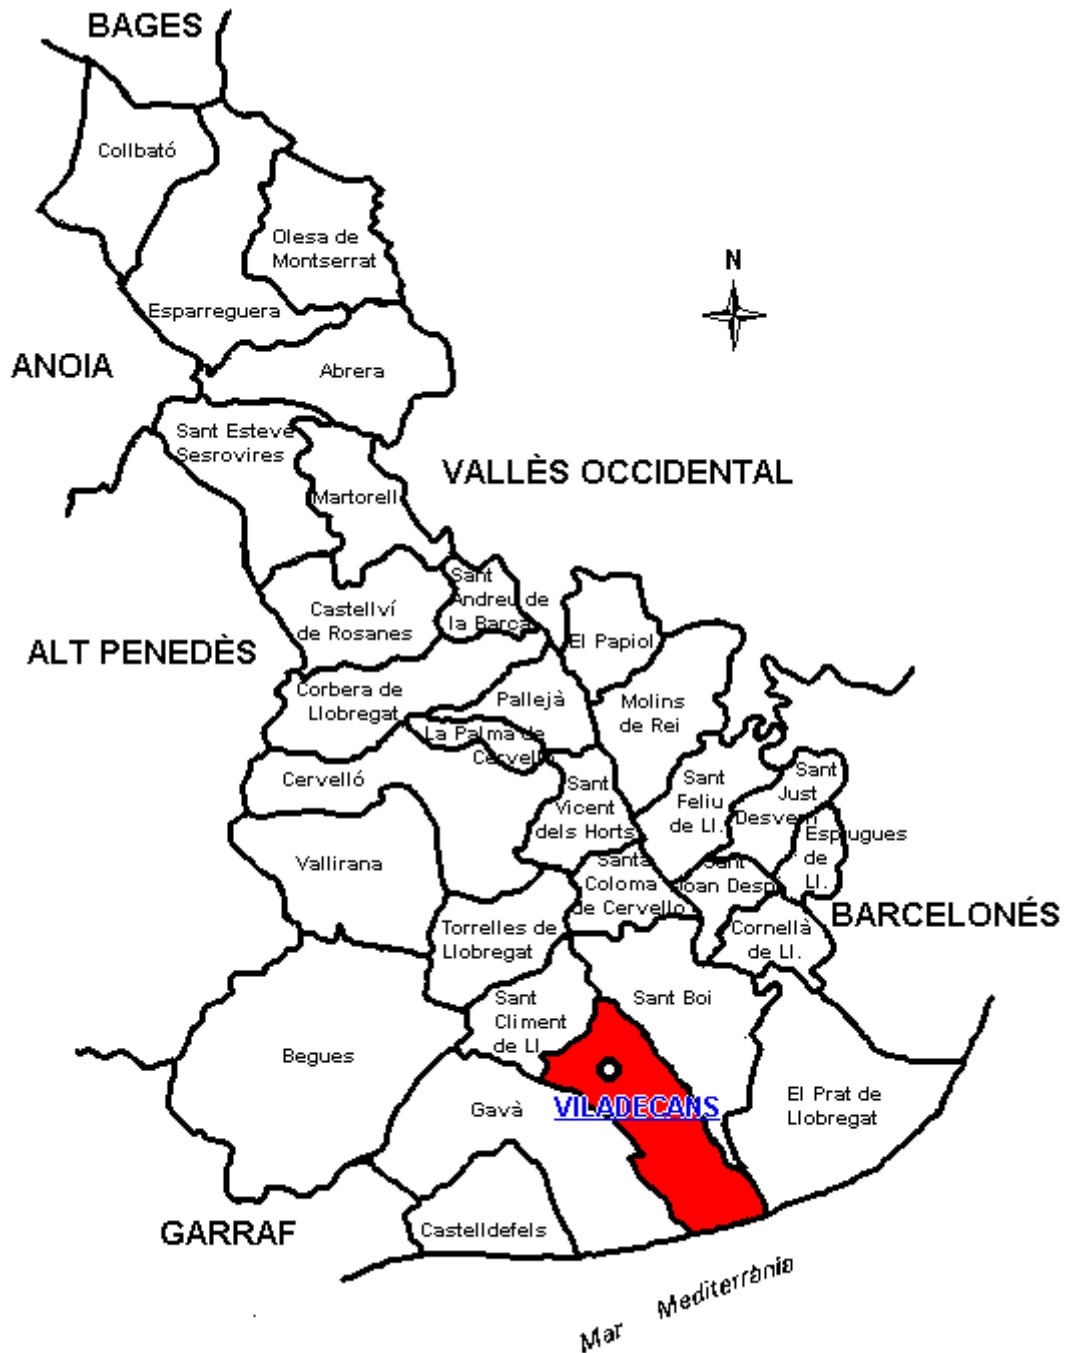 BAGES
Collbató
Olesa de
Montserrat
N
Esparreguera
ANOIA
Abrera
Sant Esteve
Sesrovires
VALLÈS OCCIDENTAL
Martorell
Sant
Andreu de
la Barca
Castellví
de Rosanes
El Papiol
ALT PENEDÈS
Corbera de
Llobregat
Pallejà
Molins
de Rei
La Palma de
Cervelló
Cervelló
Sant
Vicent
dels Horts
Sant
Feliu
de Ll.
Sant
Just
Desvern
Esplugues
de
Ll.
Vallirana
Santa
Coloma
de Cervello
Sant
Joan Despí
BARCELONÉS
Torrelles de
Llobregat
Cornellà
de Ll.
Sant
Climent
de Ll.
Sant Boi
Begues
Gavà
VILADECANS
El Prat de
Llobregat
GARRAF
Castelldefels
Mar Mediterrània